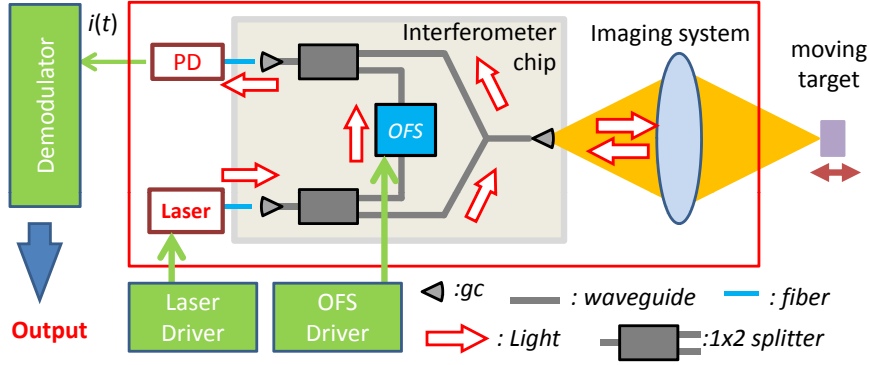 i(t)
PD
Interferometer
chip
Imaging system
moving
target
Demodulator
OFS
Laser
Laser
Driver
OFS
Driver
:gc
: waveguide
: fiber
Output
: Light
:1x2 splitter